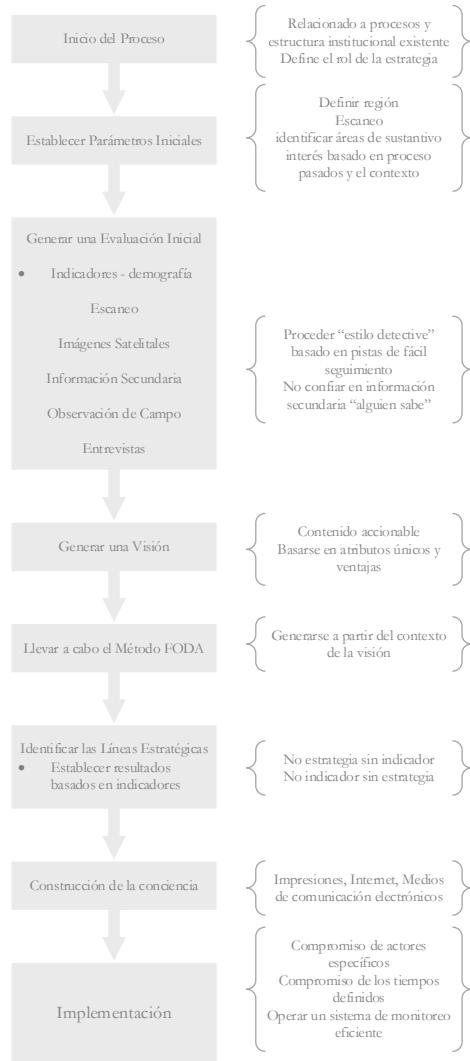 Inicio del Proceso
Relacionado a procesos y
estructura institucional existente
Define el rol de la estrategia
Establecer Parámetros Iniciales
Definir región
Escaneo
identificar áreas de sustantivo
interés basado en proceso
pasados y el contexto
Generar una Evaluación Inicial
• Indicadores - demografía
Escaneo
Imágenes Satelitales
Información Secundaria
Observación de Campo
Entrevistas
Proceder “estilo detective”
basado en pistas de fácil
seguimiento
No confiar en información
secundaria “alguien sabe”
Generar una Visión
Contenido accionable
Basarse en atributos únicos y
ventajas
Llevar a cabo el Método FODA
Generarse a partir del contexto
de la visión
Identificar las Líneas Estratégicas
• Establecer resultados
basados en indicadores
No estrategia sin indicador
No indicador sin estrategia
Construcción de la conciencia
Impresiones, Internet, Medios
de comunicación electrónicos
Implementación
Compromiso de actores
específicos
Compromiso de los tiempos
definidos
Operar un sistema de monitoreo
eficiente